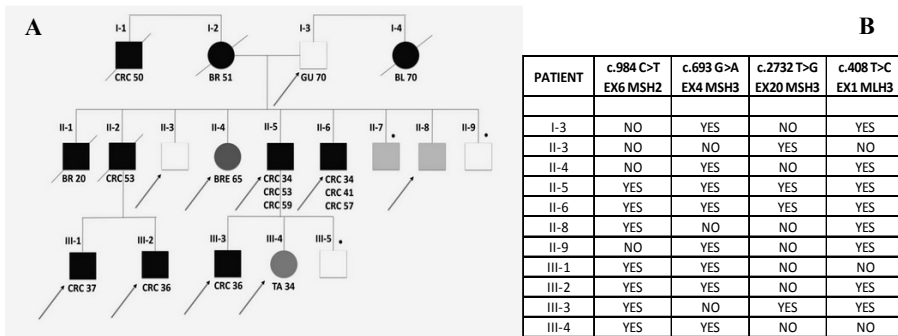 A
I-1
I-2
I-3
I-4
CRC 50
BR 51
GU 70
BL 70
II-1
II-2
II-3
II-4
II-5
II-6
II-7
II-8
II-9
BR 20
CRC 53
BRE 65
CRC 34
CRC 53
CRC 59
CRC 34
CRC 41
CRC 57
III-1
III-2
III-3
III-4
III-5
CRC 37
CRC 36
CRC 36
TA 34
B
PATIENT c.984 C>T EX6 MSH2 c.693 G>A EX4 MSH3 c.2732 T>G EX20 MSH3 c.408 T>C EX1 MLH3
I-3 NO YES NO YES
II-3 NO NO YES NO
II-4 NO YES NO YES
II-5 YES YES YES YES
II-6 YES YES YES YES
II-8 YES NO NO YES
II-9 NO YES NO YES
III-1 YES YES NO NO
III-2 YES YES NO YES
III-3 YES NO YES YES
III-4 YES YES NO NO